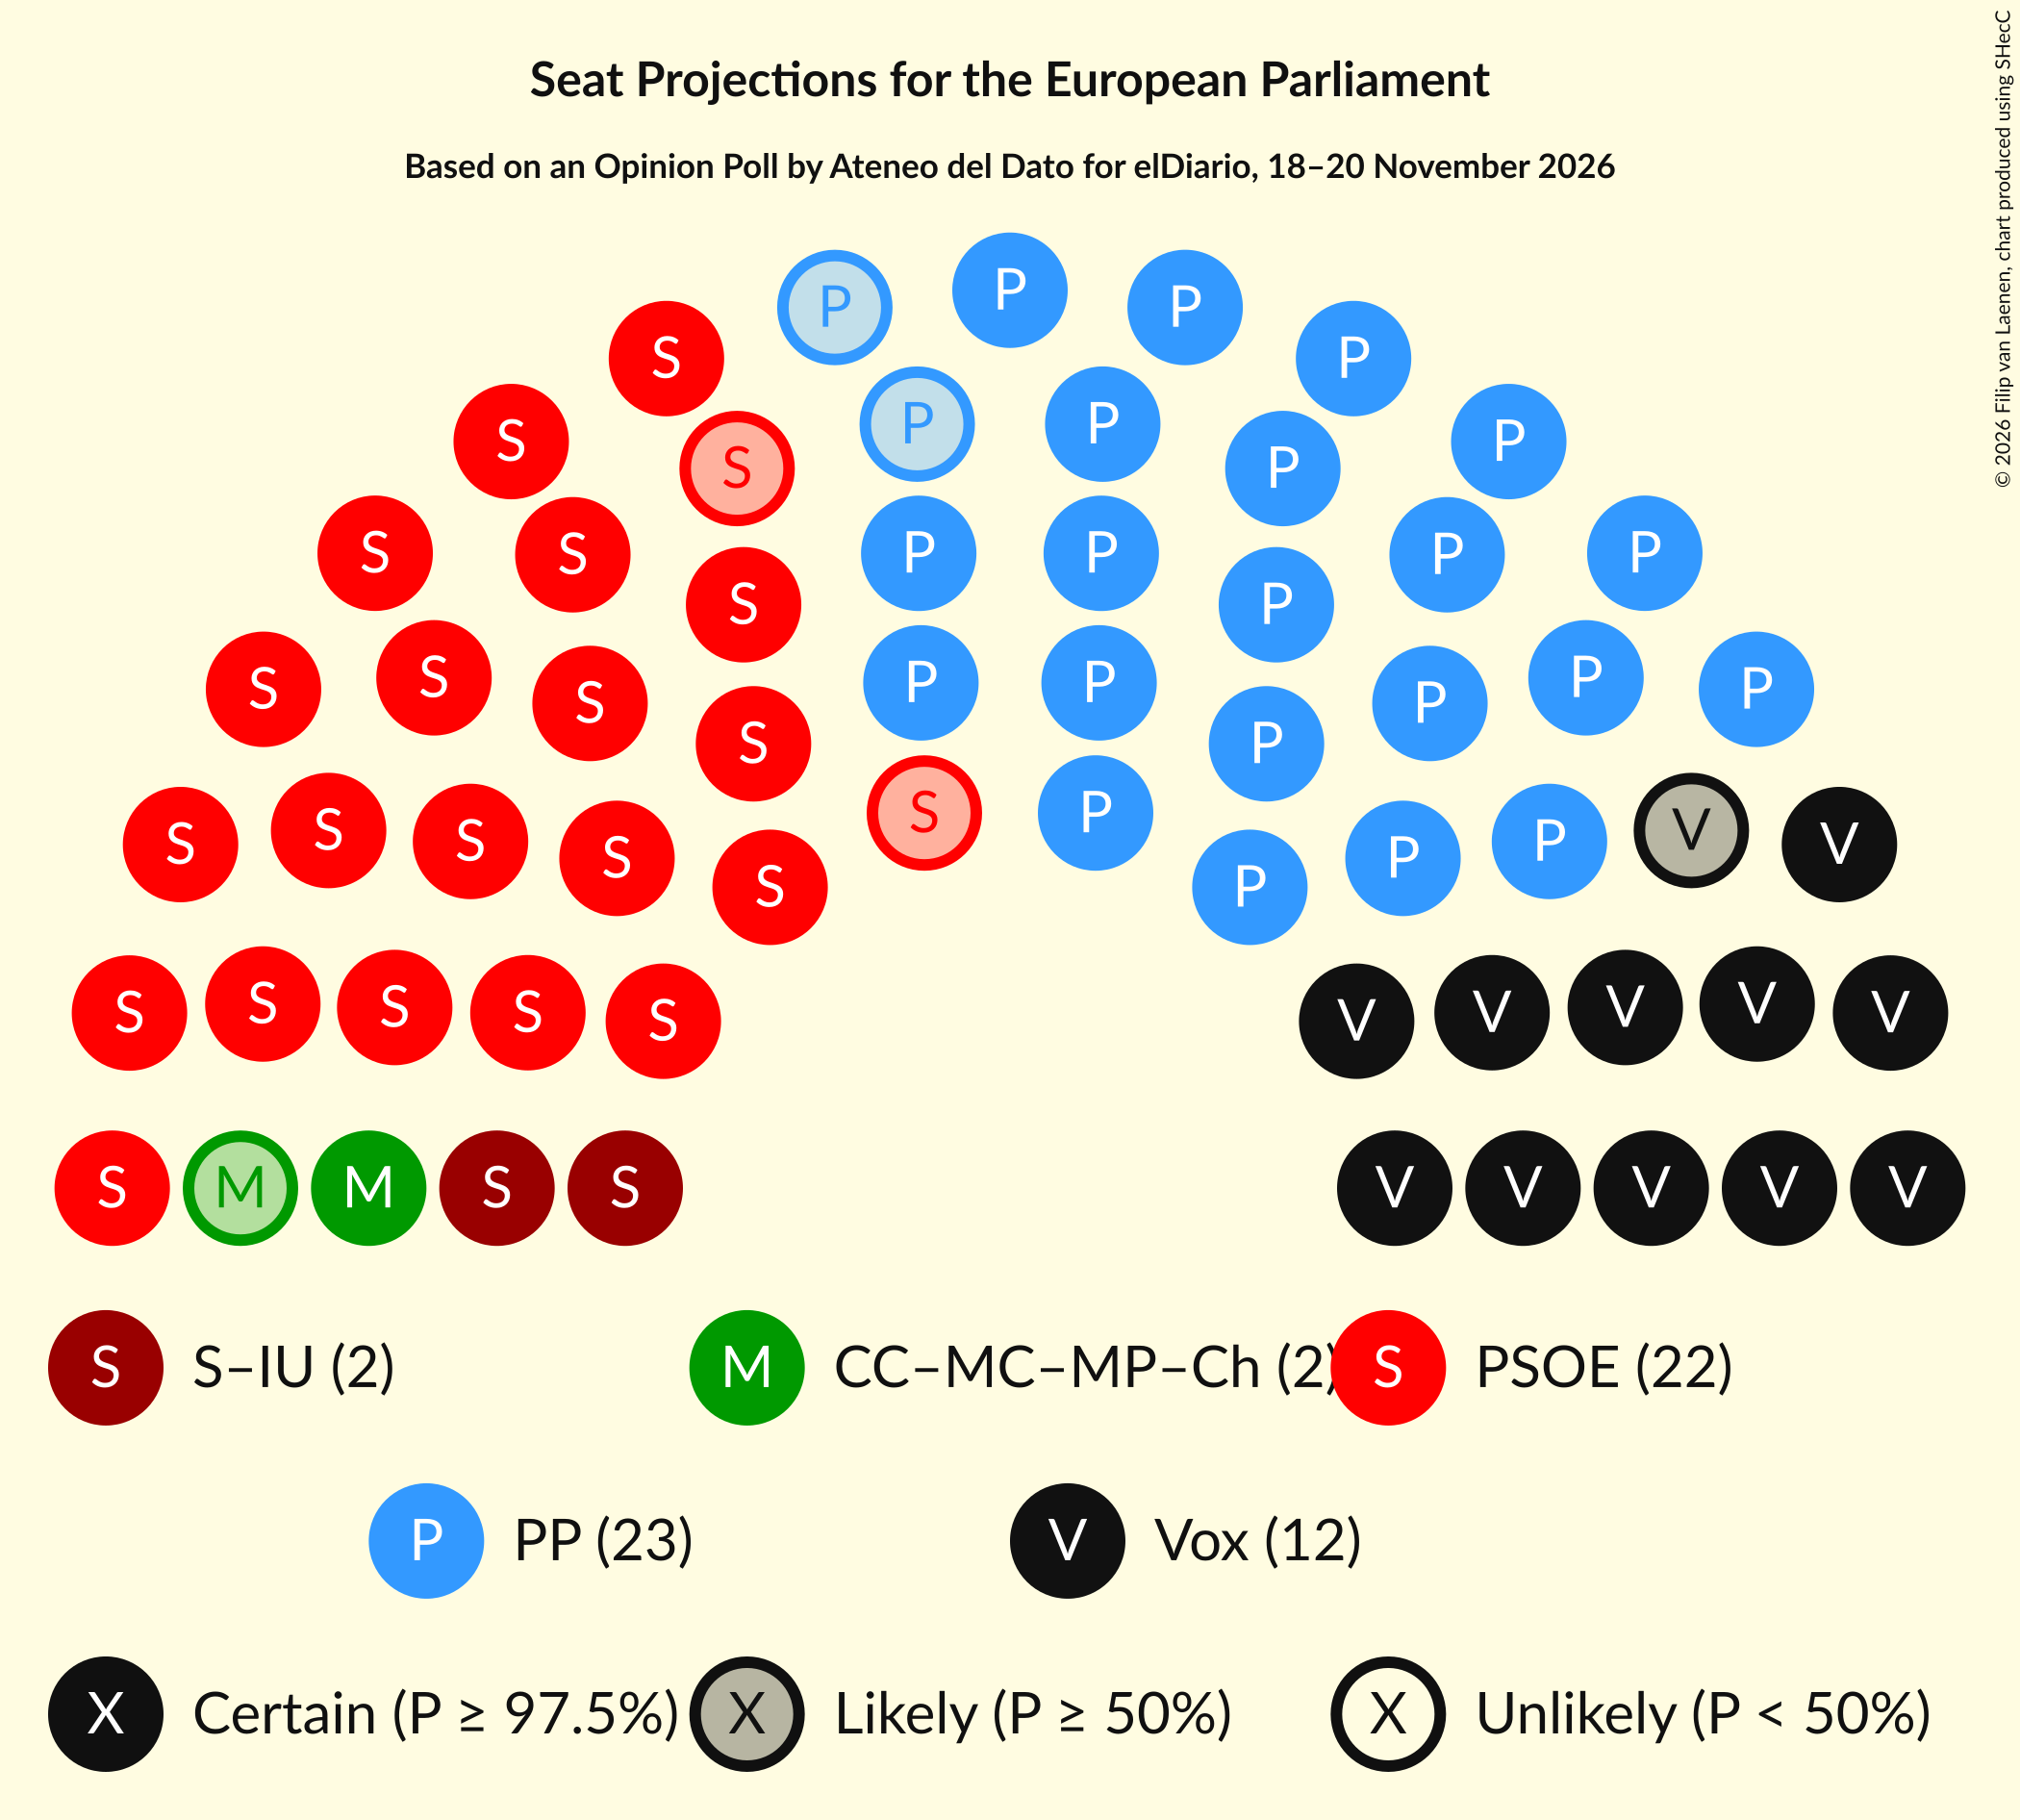 Seat Projections for the European Parliament
Based on an Opinion Poll by Ateneo del Dato for elDiario, 18–20 November 2026
© 2026 Filip van Laenen, chart produced using SHecC
P
P P
S P
P P
S P
S P
S P
S P
S S P P
P P
S P
S P
S P
S P
P P
S S P P
S P
S S S V V
S P
S P
S V
S S S V V V
S S V V
S M M S S V V V V V
S S–IU (2) M CC–MC–MP–Ch (2) S PSOE (22)
P PP (23) V Vox (12)
X Certain (P ≥ 97.5%) X Likely (P ≥ 50%) X Unlikely (P < 50%)